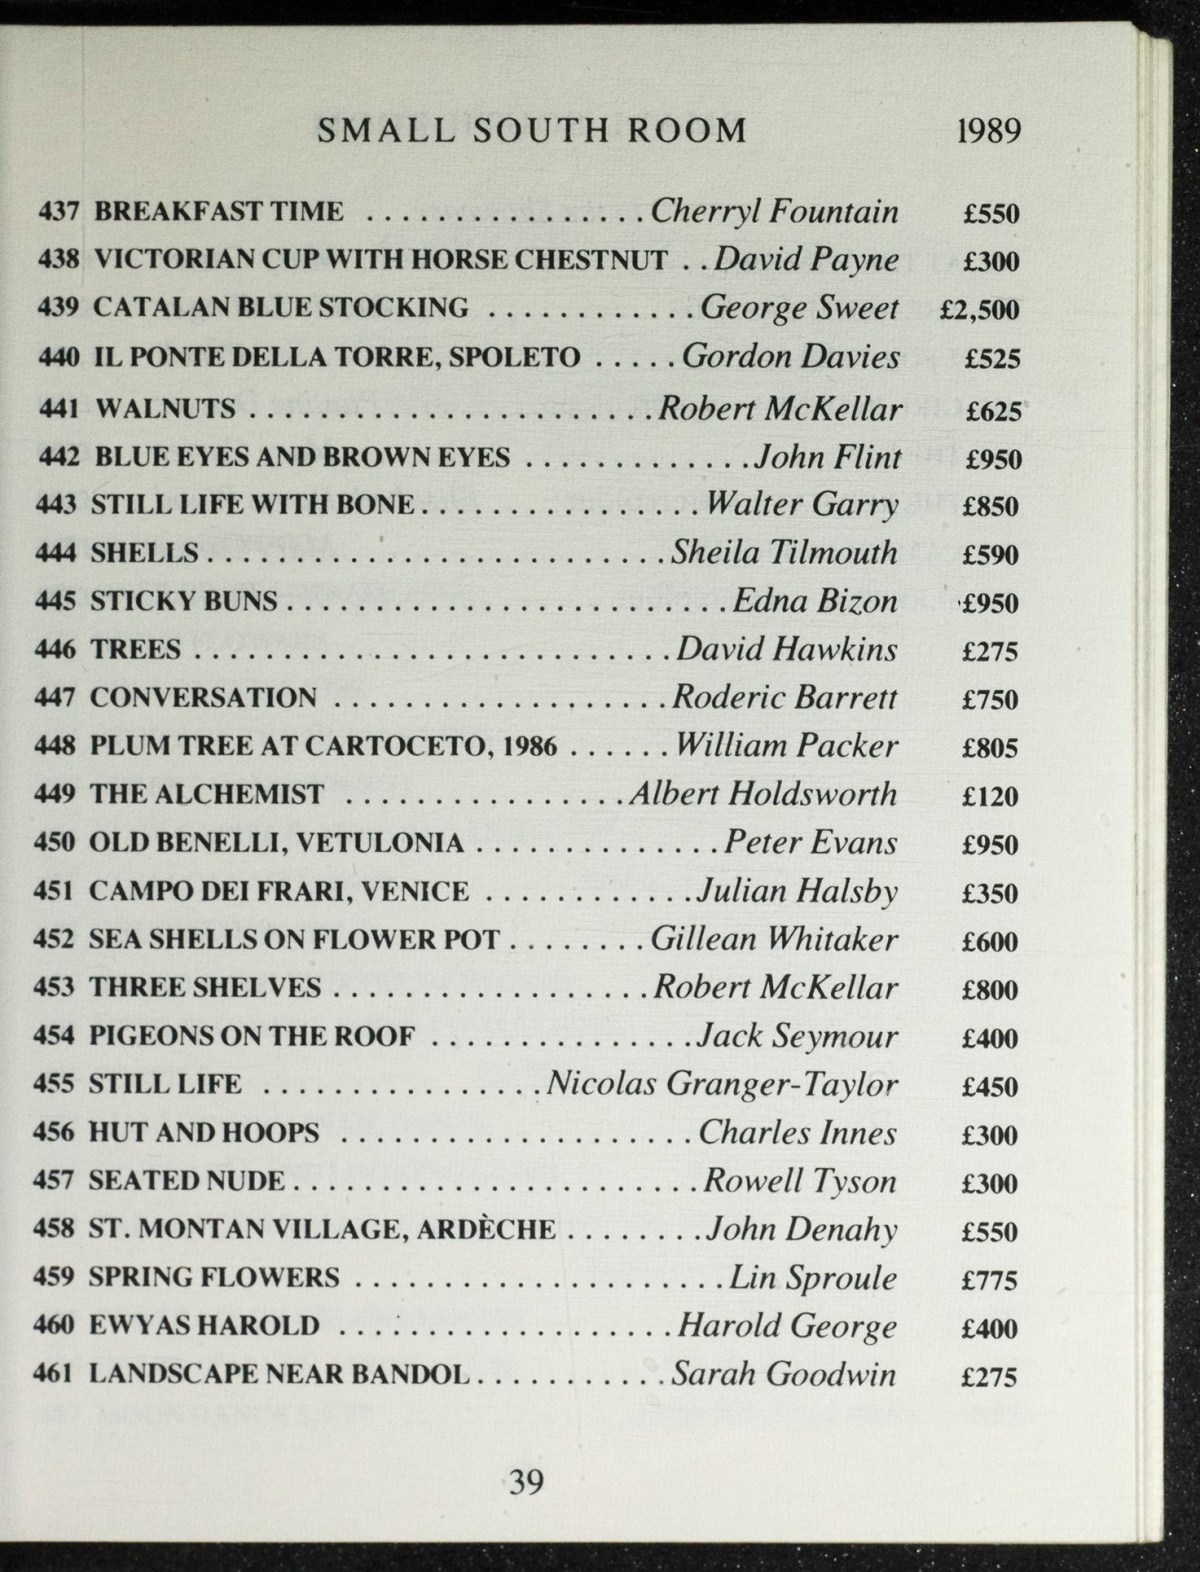 SMALL SOUTH ROOM 1989
437 BREAKFAST TIME ................ Cherryl Fountain £550
438 VICTORIAN CUP WITH HORSE CHESTNUT .. David Payne £300
439 CATALAN BLUE STOCKING ............ George Sweet £2,500
440 IL PONTE DELLA TORRE, SPOLETO ..... Gordon Davies £525
441 WALNUTS ........................ Robert McKellar £625
442 BLUE EYES AND BROWN EYES ............. John Flint £950
443 STILL LIFE WITH BONE ................ Walter Garry £850
444 SHELLS ........................... Sheila Tilmouth £590
445 STICKY BUNS .......................... Edna Bizon £950
446 TREES ............................ David Hawkins £275
447 CONVERSATION .................... Roderic Barrett £750
448 PLUM TREE AT CARTOCETO, 1986 ...... William Packer £805
449 THE ALCHEMIST ................ Albert Holdsworth £120
450 OLD BENELLI, VETULONIA .............. Peter Evans £950
451 CAMPO DEI FRARI, VENICE ............ Julian Halsby £350
452 SEA SHELLS ON FLOWER POT ........ Gillean Whitaker £600
453 THREE SHELVES ................... Robert McKellar £800
454 PIGEONS ON THE ROOF ............... Jack Seymour £400
455 STILL LIFE ................ Nicolas Granger-Taylor £450
456 HUT AND HOOPS ..................... Charles Innes £300
457 SEATED NUDE ........................ Rowell Tyson £300
458 ST. MONTAN VILLAGE, ARDÈCHE ........ John Denahy £550
459 SPRING FLOWERS ...................... Lin Sproule £775
460 EWYAS HAROLD .................... Harold George £400
461 LANDSCAPE NEAR BANDOL ........... Sarah Goodwin £275
39